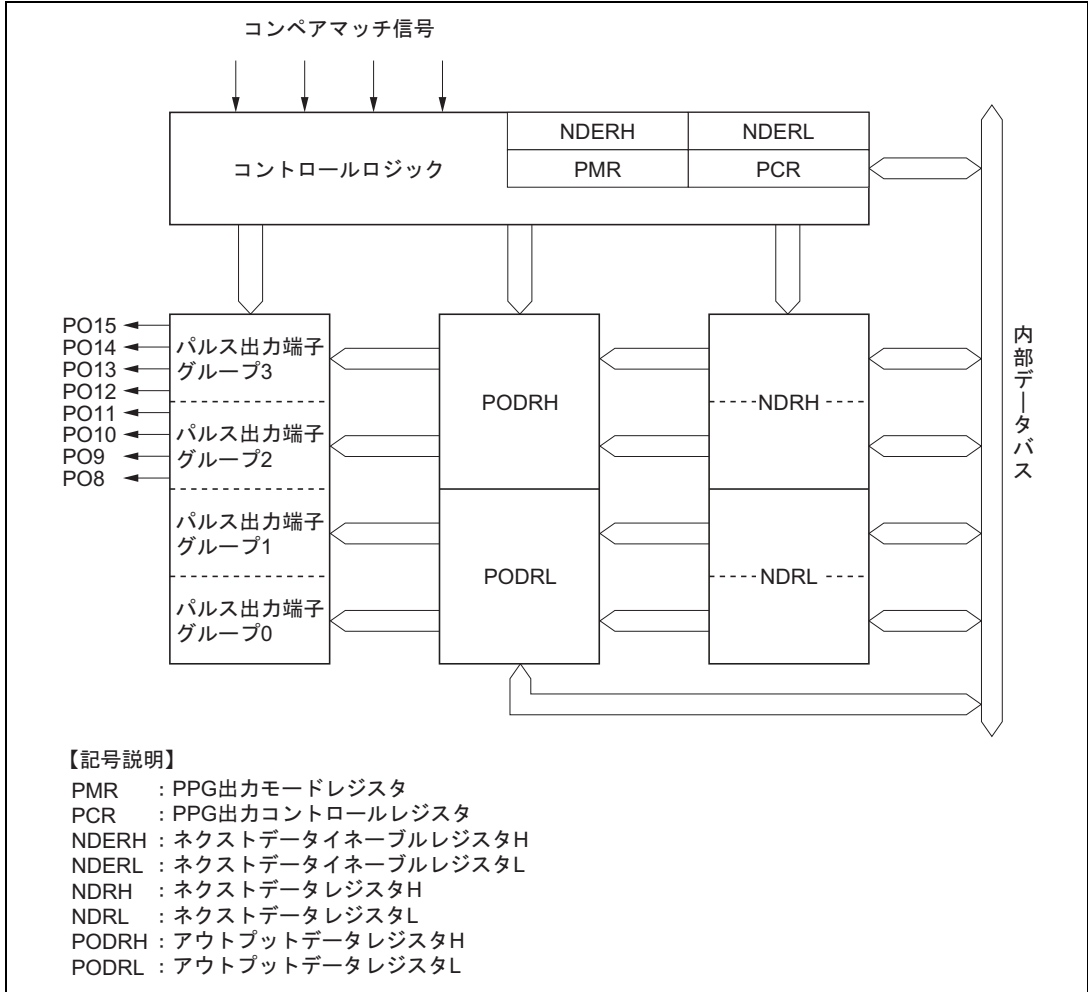 コンペアマッチ信号
コントロールロジック
NDERH
NDERL
PMR
PCR
PO15
PO14
PO13
PO12
PO11
PO10
PO9
PO8
パルス出力端子
グループ3
パルス出力端子
グループ2
パルス出力端子
グループ1
パルス出力端子
グループ0
PODRH
PODRL
NDRH
NDRL
内部データバス
【記号説明】
PMR :PPG出力モードレジスタ
PCR :PPG出力コントロールレジスタ
NDERH :ネクストデータイネーブルレジスタH
NDERL :ネクストデータイネーブルレジスタL
NDRH :ネクストデータレジスタH
NDRL :ネクストデータレジスタL
PODRH :アウトプットデータレジスタH
PODRL :アウトプットデータレジスタL